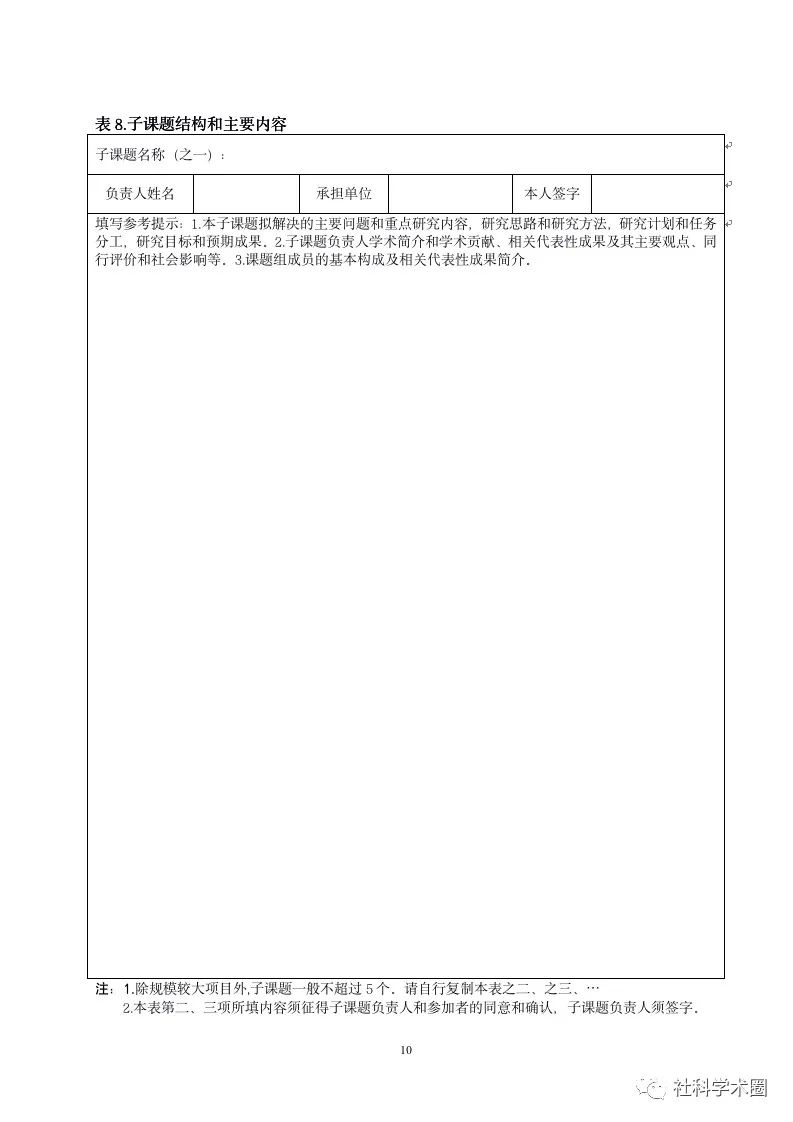 表 8.子课题结构和主要内容
子课题名称（之一）:
负责人姓名 承担单位 本人签字
填写参考提示: 1.本子课题拟解决的主要问题和重点研究内容, 研究思路和研究方法, 研究计划和任务
分工, 研究目标和预期成果. 2.子课题负责人学术简介和学术贡献、相关代表性成果及其主要观点、同
行评价和社会影响等. 3.课题组成员的基本构成及相关代表性成果简介.
注: 1.除规模较大项目外,子课题一般不超过 5 个. 请自行复制本表之二、之三、…
2.本表第二、三项所填内容须征得子课题负责人和参加者的同意和确认, 子课题负责人须签字.
10
社科学术圈